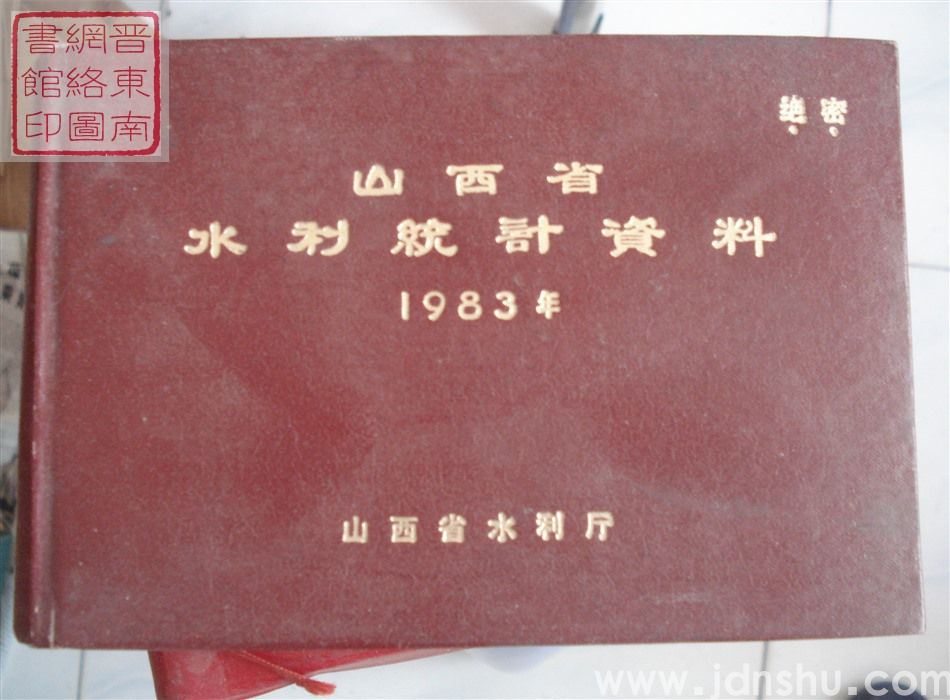 晋東南
網絡圖
書館印
绝密
山西省
水利統計資料
1983年
山西省水利厅
www.jdnshu.com